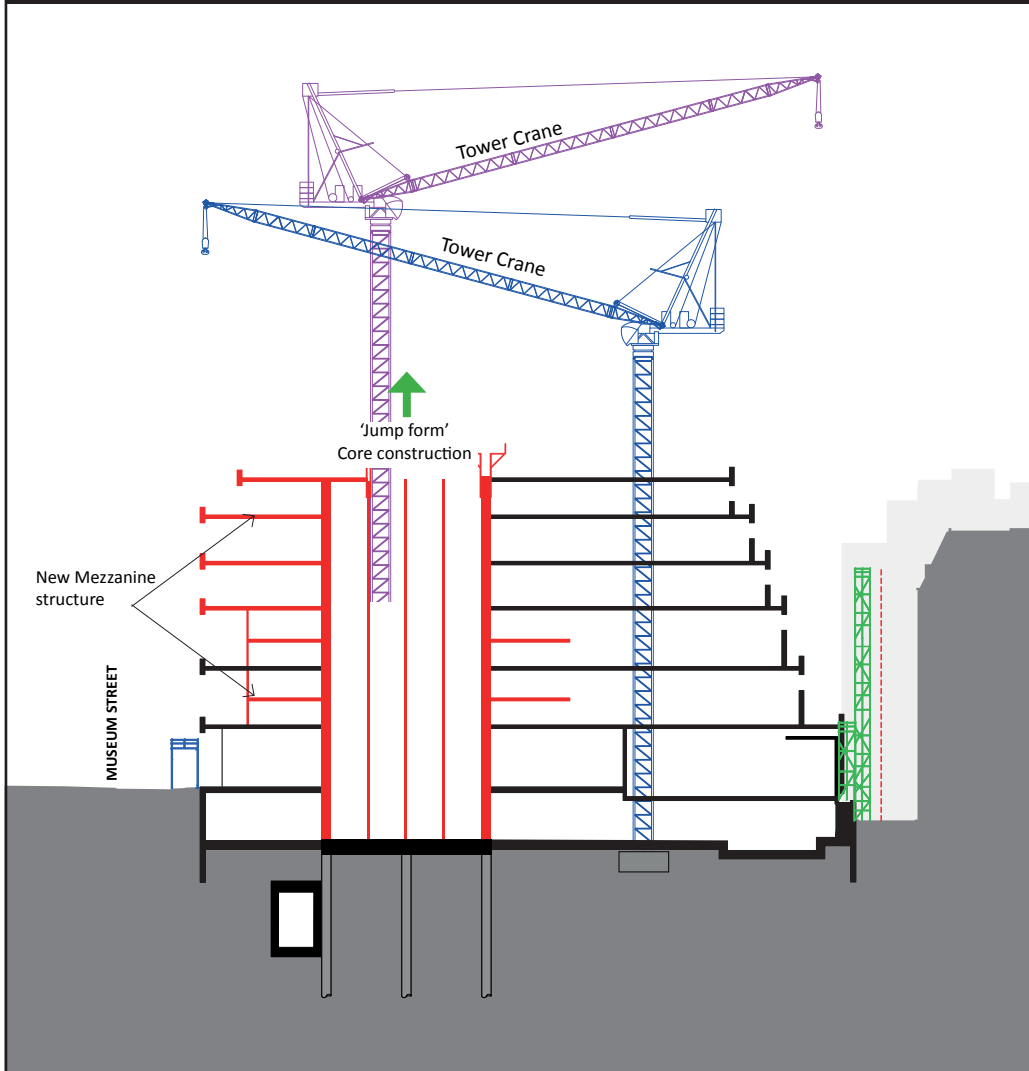 Tower Crane
Tower Crane
‘Jump form’
Core construction
New Mezzanine
structure
MUSEUM STREET